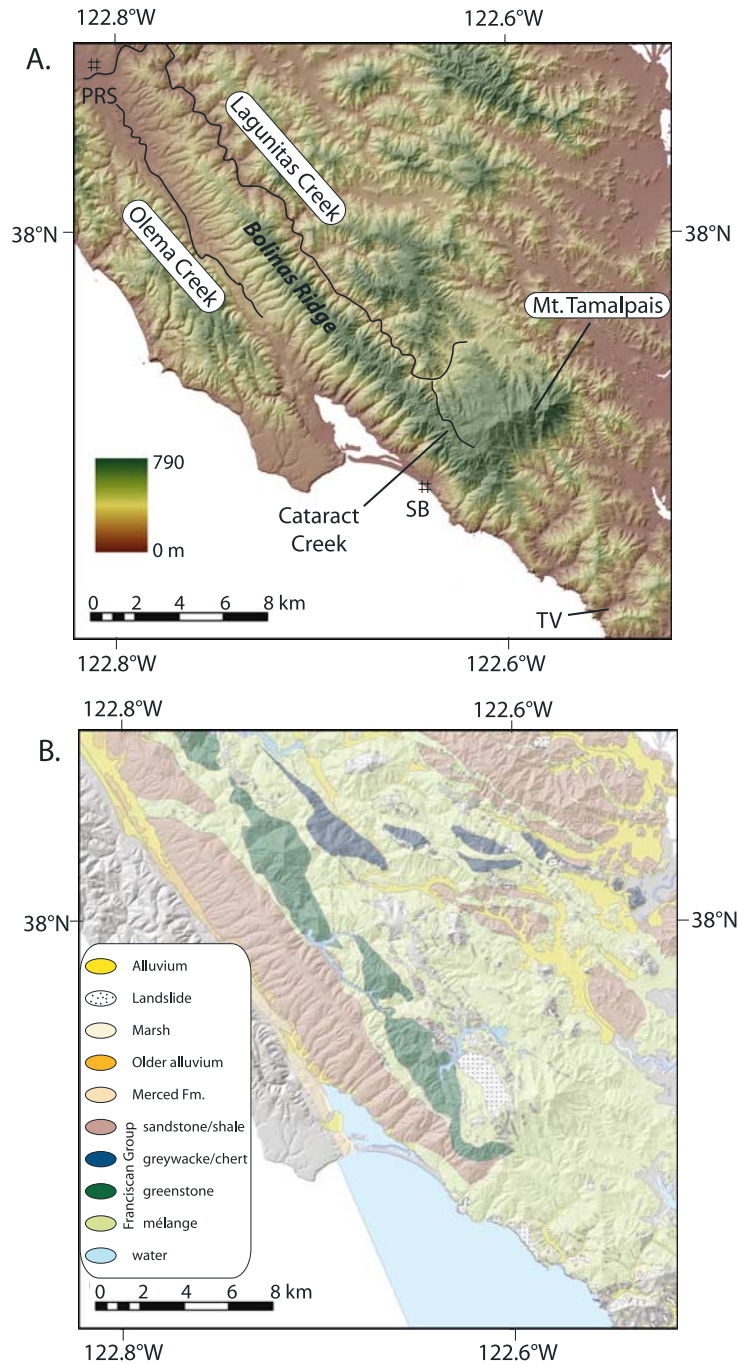 122.8°W
122.6°W
A.
PRS
Lagunitas Creek
Olema Creek
38°N
38°N
Bolinas Ridge
Mt. Tamalpais
790
0 m
Cataract
Creek
SB
TV
0 2 4 6 8 km
122.8°W
122.6°W
122.8°W
122.6°W
B.
38°N
38°N
Alluvium
Landslide
Marsh
Older alluvium
Merced Fm.
Franciscan Group
sandstone/shale
greywacke/chert
greenstone
mélange
water
0 2 4 6 8 km
122.8°W
122.6°W